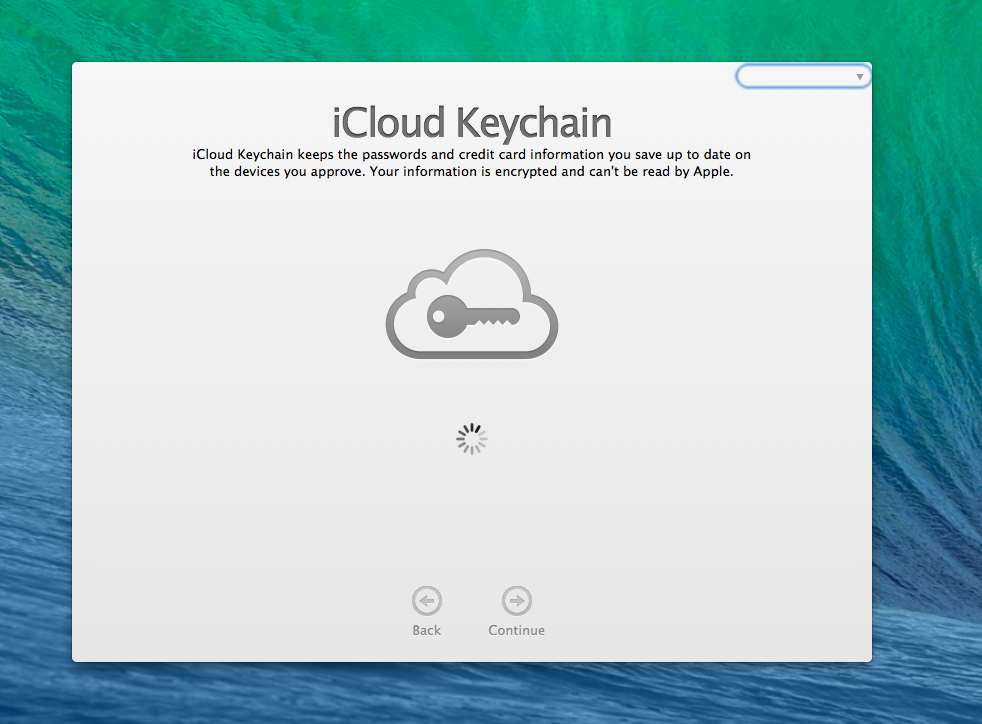 iCloud Keychain
iCloud Keychain keeps the passwords and credit card information you save up to date on
the devices you approve. Your information is encrypted and can't be read by Apple.
Back
Continue